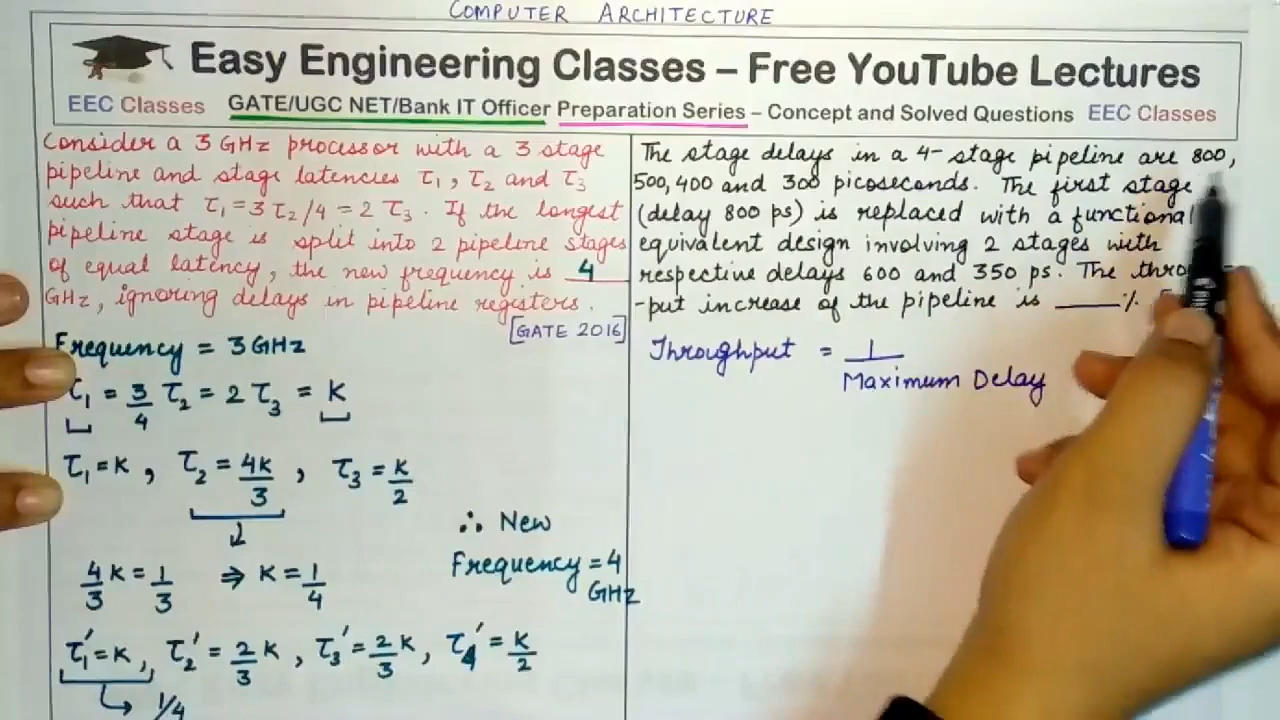 COMPUTER ARCHITECTURE
Easy Engineering Classes – Free YouTube Lectures
EEC Classes GATE/UGC NET/Bank IT Officer Preparation Series – Concept and Solved Questions EEC Classes
Consider a 3 GHz processor with a 3 stage
pipeline and stage latencies τ1, τ2 and τ3
such that τ1 = 3τ2/4 = 2τ3. If the longest
pipeline stage is split into 2 pipeline stages
of equal latency, the new frequency is 4
GHz, ignoring delays in pipeline registers.
[GATE 2016]
Frequency = 3 GHz
τ1 = 3/4 τ2 = 2 τ3 = K
τ1 = K, τ2 = 4K/3, τ3 = K/2
4/3 K = 1/3 ⇒ K = 1/4
∴ New
Frequency = 4
GHz
τ1' = K, τ2' = 2/3 K, τ3' = 2/3 K, τ4' = K/2
1/4
The stage delays in a 4-stage pipeline are 800,
500, 400 and 300 picoseconds. The first stage
(delay 800 ps) is replaced with a functional
equivalent design involving 2 stages with
respective delays 600 and 350 ps. The
-put increase of the pipeline is ____ %.
Throughput = 1/Maximum Delay